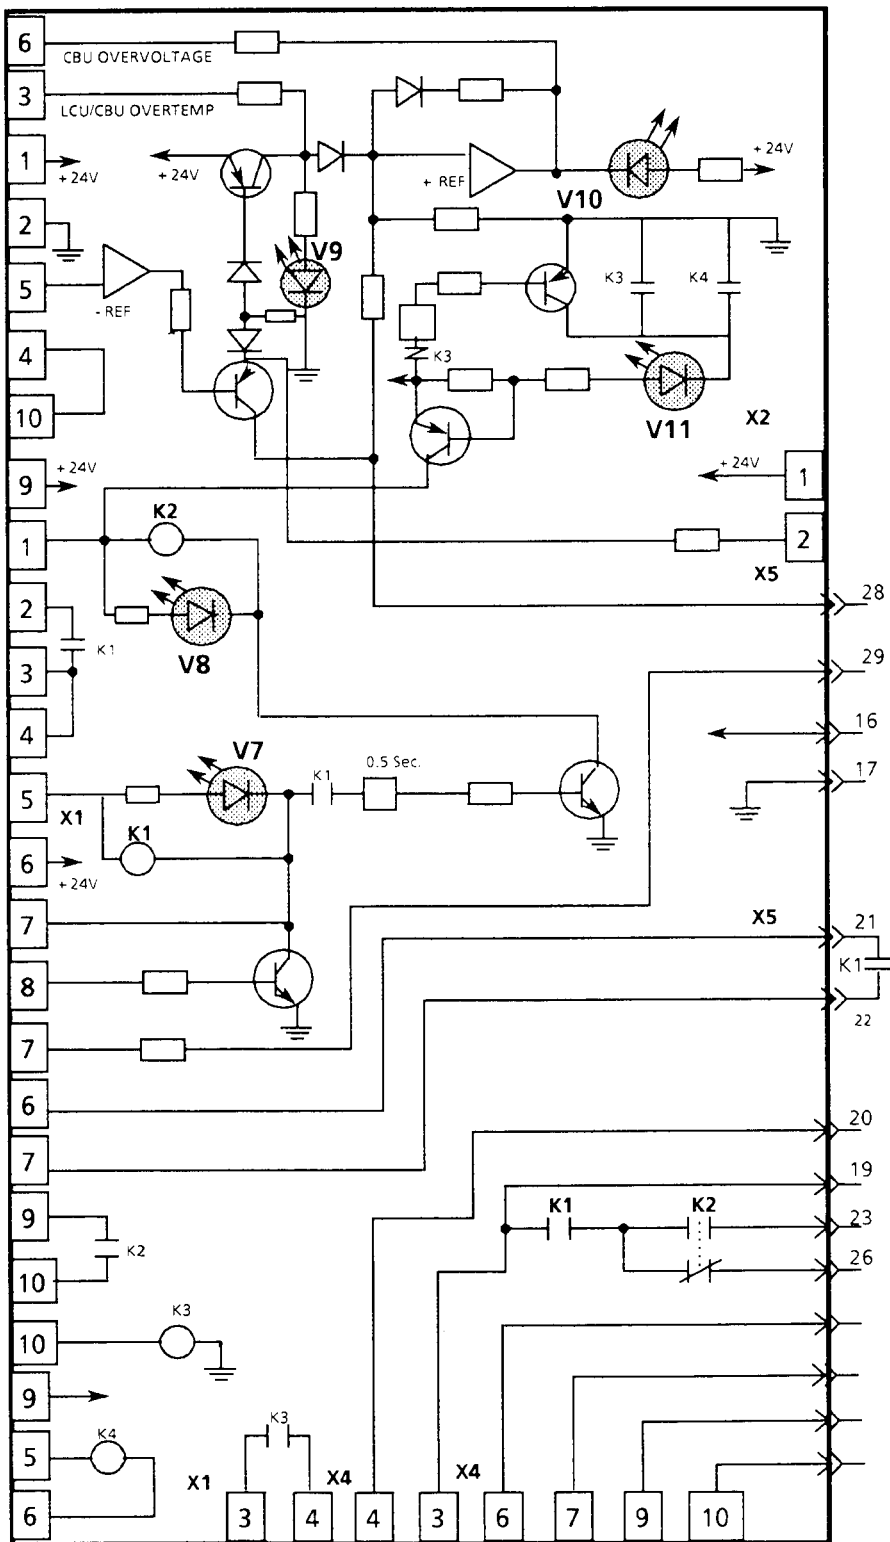 6
CBU OVERVOLTAGE
3
LCU/CBU OVERTEMP
1
+ 24V
+ 24V
+ REF
V10
+ 24V
2
V9
5
- REF
K3
K4
4
K3
10
V11
X2
9
+ 24V
+ 24V
1
K2
1
2
X5
2
28
K1
V8
3
29
4
16
V7
0.5 Sec.
K1
17
5
X1
K1
6
+ 24V
7
X5
21
K1
8
22
7
6
20
7
19
9
K1
K2
23
K2
26
10
K3
10
9
K3
K4
5
X1
X4
X4
6
3
4
4
3
6
7
9
10